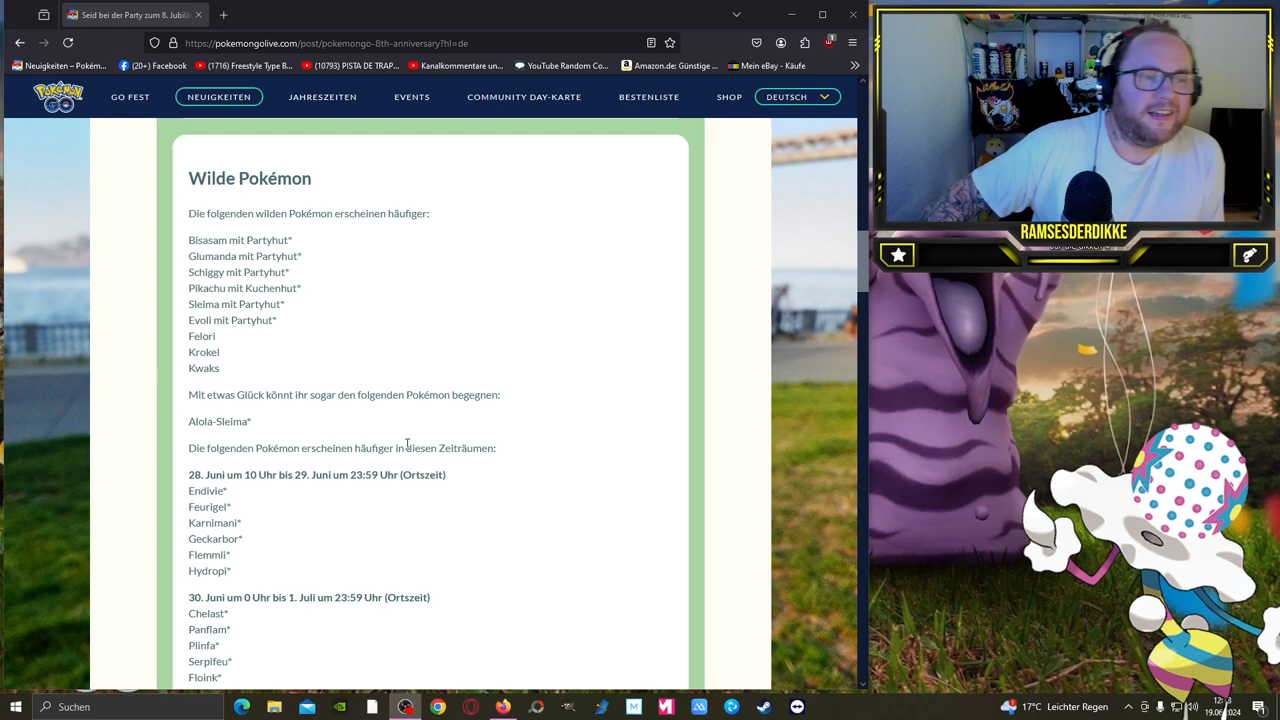 Seid bei der Party zum 8. Jubilä
https://pokemongolive.com/post/pokemongo-8th-anniversary?hl=de
Neuigkeiten – Pokém...
(20+) Facebook
(1716) Freestyle Type B...
(10793) PISTA DE TRAP...
Kanalkommentare un...
YouTube Random Co...
Amazon.de: Günstige ...
Mein eBay - Käufe
POKÉMON GO
GO FEST
NEUIGKEITEN
JAHRESZEITEN
EVENTS
COMMUNITY DAY-KARTE
BESTENLISTE
SHOP
DEUTSCH
Wilde Pokémon
Die folgenden wilden Pokémon erscheinen häufiger:
Bisasam mit Partyhut*
Glumanda mit Partyhut*
Schiggy mit Partyhut*
Pikachu mit Kuchenhut*
Sleima mit Partyhut*
Evoli mit Partyhut*
Felori
Krokel
Kwaks
Mit etwas Glück könnt ihr sogar den folgenden Pokémon begegnen:
Alola-Sleima*
Die folgenden Pokémon erscheinen häufiger in diesen Zeiträumen:
28. Juni um 10 Uhr bis 29. Juni um 23:59 Uhr (Ortszeit)
Endivie*
Feurigel*
Karnimani*
Geckarbor*
Flemmli*
Hydropi*
30. Juni um 0 Uhr bis 1. Juli um 23:59 Uhr (Ortszeit)
Chelast*
Panflam*
Plinfa*
Serpifeu*
Floink*
RAMSESDERDIKKE
Suchen
17°C Leichter Regen